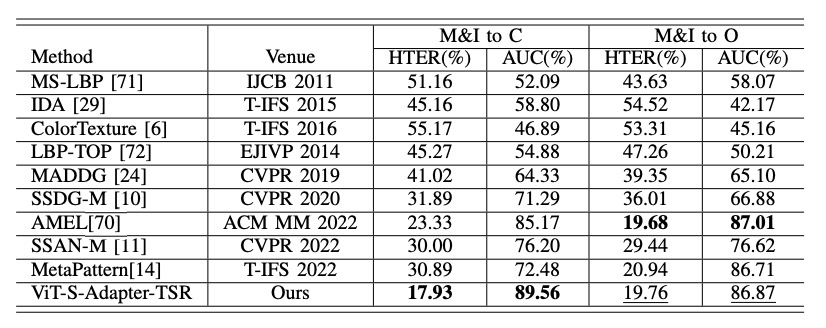 M&I to C M&I to O
Method Venue HTER(%) AUC(%) HTER(%) AUC(%)
MS-LBP [71] IJCB 2011 51.16 52.09 43.63 58.07
IDA [29] T-IFS 2015 45.16 58.80 54.52 42.17
ColorTexture [6] T-IFS 2016 55.17 46.89 53.31 45.16
LBP-TOP [72] EJIVP 2014 45.27 54.88 47.26 50.21
MADDG [24] CVPR 2019 41.02 64.33 39.35 65.10
SSDG-M [10] CVPR 2020 31.89 71.29 36.01 66.88
AMEL[70] ACM MM 2022 23.33 85.17 19.68 87.01
SSAN-M [11] CVPR 2022 30.00 76.20 29.44 76.62
MetaPattern[14] T-IFS 2022 30.89 72.48 20.94 86.71
ViT-S-Adapter-TSR Ours 17.93 89.56 19.76 86.87